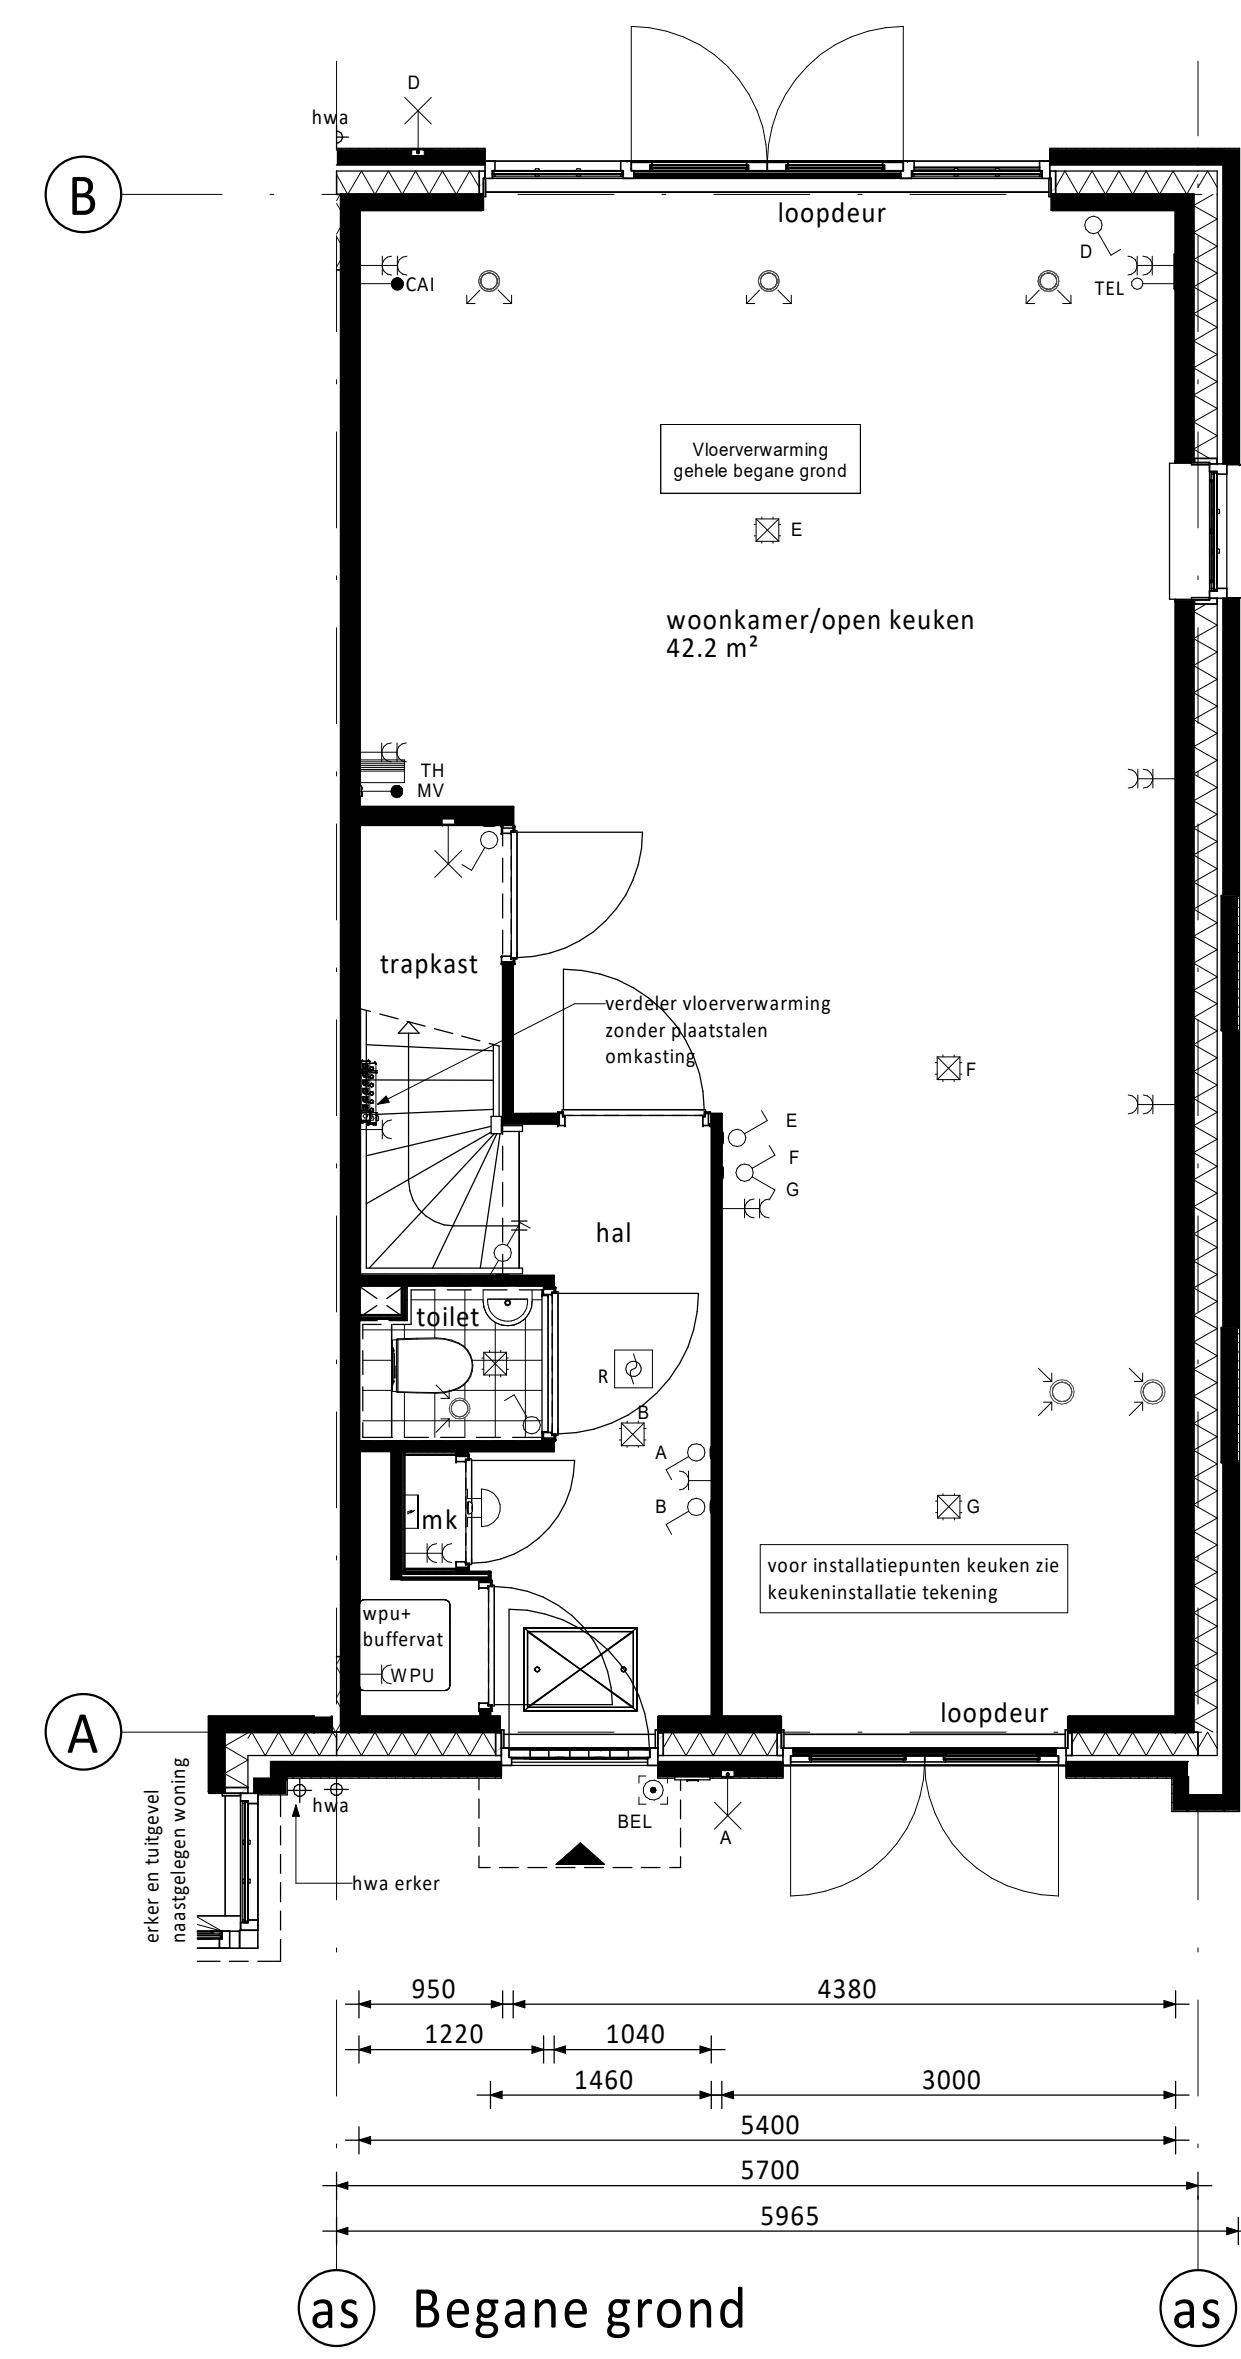 D
hwa
B
loopdeur
D
CAI
TEL
Vloerverwarming
gehele begane grond
E
woonkamer/open keuken
42.2 m²
TH
MV
trapkast
verdeler vloerverwarming
zonder plaatstalen
omkasting
F
E
F
G
hal
toilet
R
B
A
B
mk
G
voor installatiepunten keuken zie
keukeninstallatie tekening
wpu+
buffervat
WPU
loopdeur
A
erker en tuitgevel
naastgelegen woning
hwa
BEL
A
hwa erker
950
4380
1220
1040
1460
3000
5400
5700
5965
as
Begane grond
as